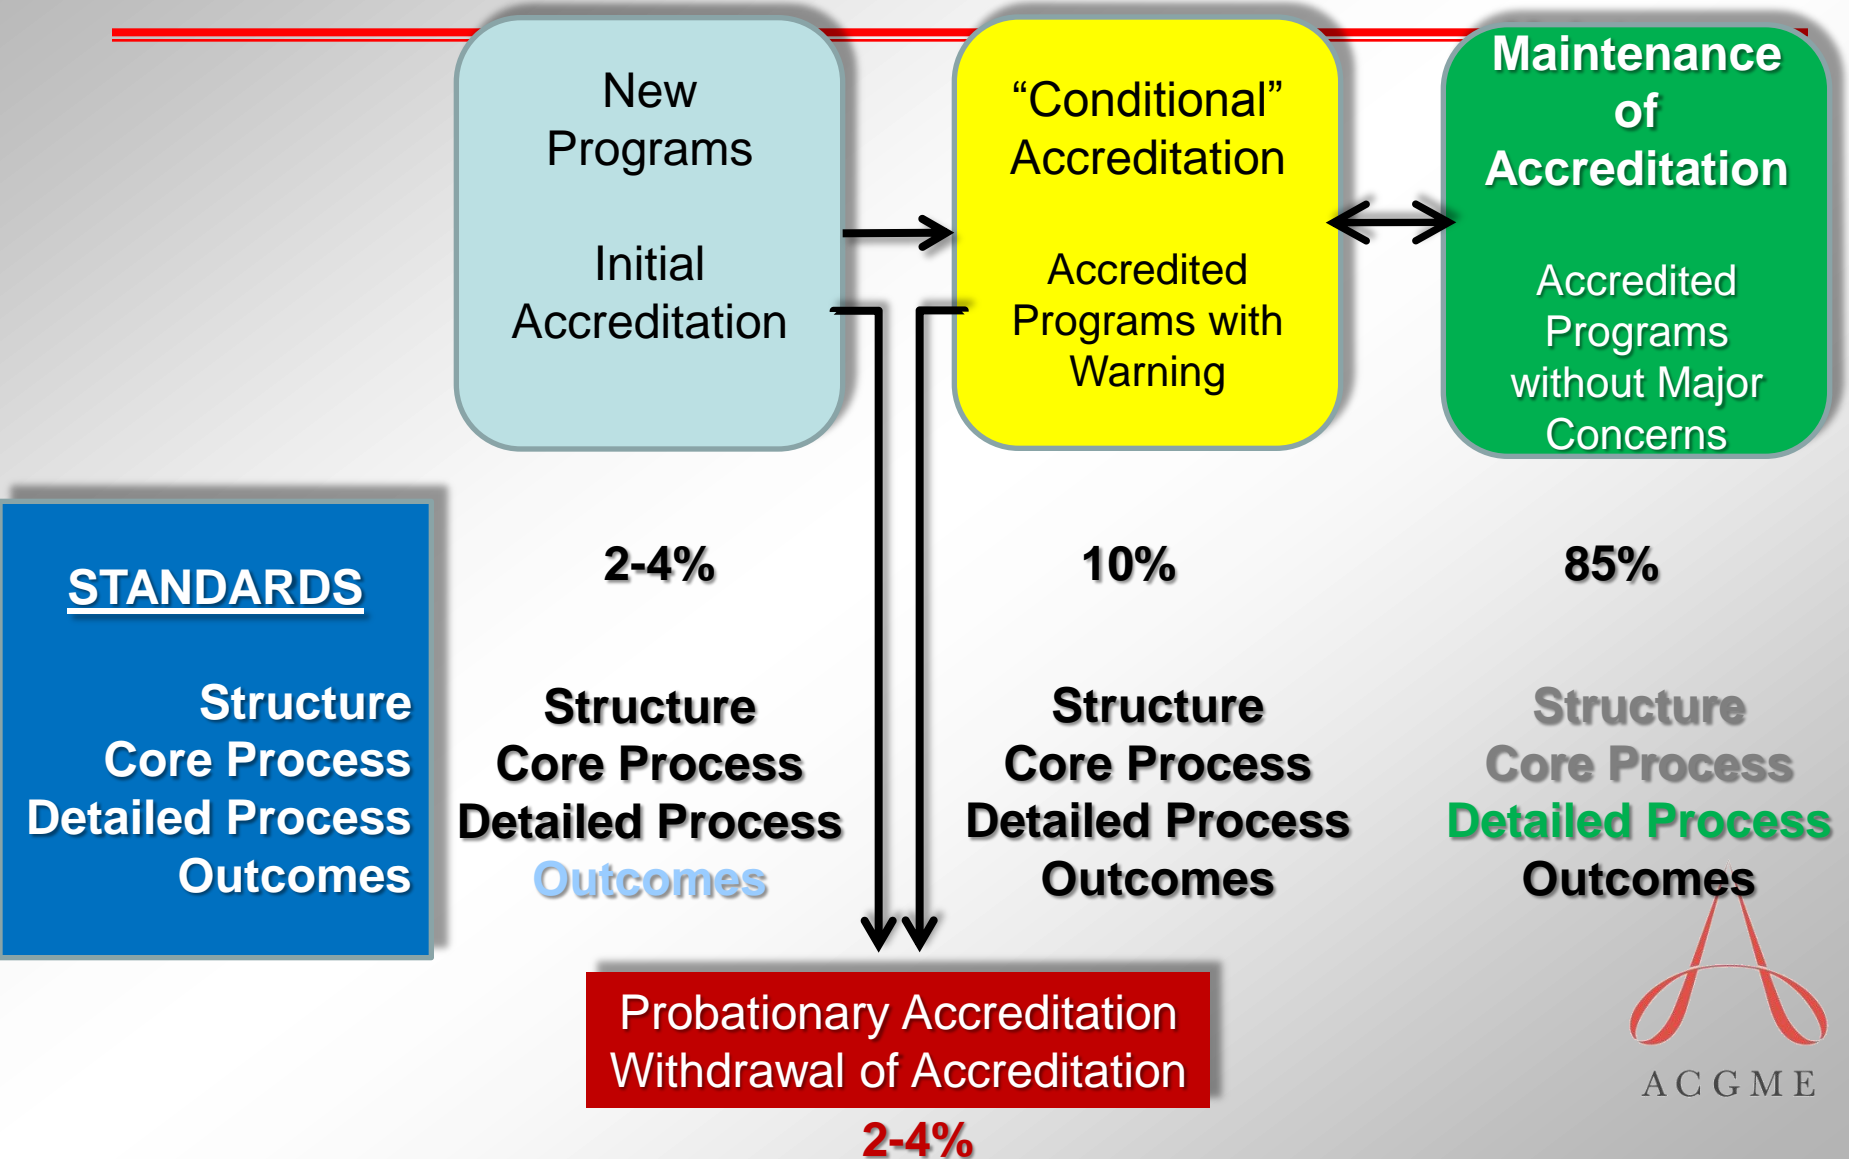 New
Programs
Initial
Accreditation
“Conditional”
Accreditation
Accredited
Programs with
Warning
Maintenance
of
Accreditation
Accredited
Programs
without Major
Concerns
STANDARDS
Structure
Core Process
Detailed Process
Outcomes
2-4%
Structure
Core Process
Detailed Process
Outcomes
10%
Structure
Core Process
Detailed Process
Outcomes
85%
Structure
Core Process
Detailed Process
Outcomes
Probationary Accreditation
Withdrawal of Accreditation
2-4%
ACGME